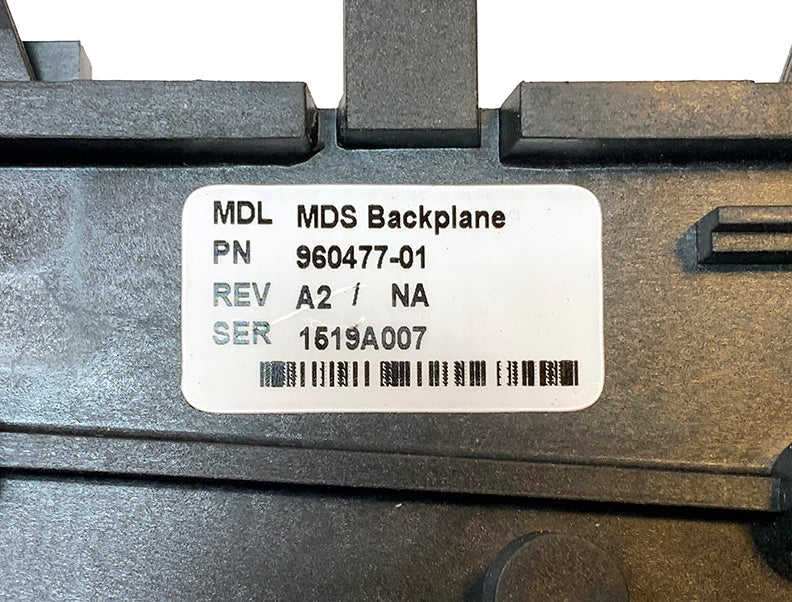 MDL MDS Backplane
PN 960477-01
REV A2 / NA
SER 1519A007